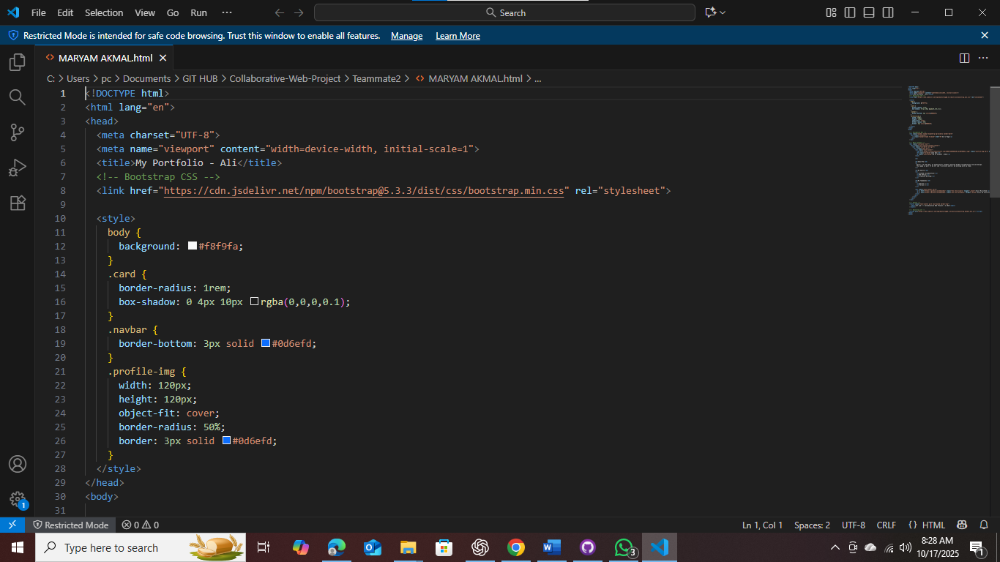 File Edit Selection View Go Run ··· Search
Restricted Mode is intended for safe code browsing. Trust this window to enable all features. Manage Learn More
MARYAM AKMAL.html
C: > Users > pc > Documents > GIT HUB > Collaborative-Web-Project > Teammate2 > MARYAM AKMAL.html > ...
1 <!DOCTYPE html>
2 <html lang="en">
3 <head>
4 <meta charset="UTF-8">
5 <meta name="viewport" content="width=device-width, initial-scale=1">
6 <title>My Portfolio - Ali</title>
7 <!-- Bootstrap CSS -->
8 <link href="https://cdn.jsdelivr.net/npm/bootstrap@5.3.3/dist/css/bootstrap.min.css" rel="stylesheet">
9
10 <style>
11 body {
12 background: #f8f9fa;
13 }
14 .card {
15 border-radius: 1rem;
16 box-shadow: 0 4px 10px rgba(0,0,0,0.1);
17 }
18 .navbar {
19 border-bottom: 3px solid #0d6efd;
20 }
21 .profile-img {
22 width: 120px;
23 height: 120px;
24 object-fit: cover;
25 border-radius: 50%;
26 border: 3px solid #0d6efd;
27 }
28 </style>
29 </head>
30 <body>
31
1
Restricted Mode 0 0 Ln 1, Col 1 Spaces: 2 UTF-8 CRLF {} HTML
Type here to search 3 8:28 AM
10/17/2025 1